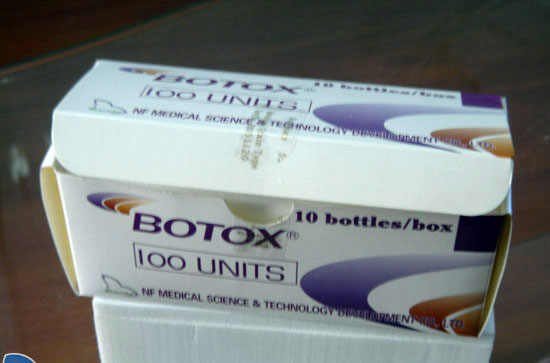 BOTOX® 10 bottles/box
100 UNITS
NF MEDICAL SCIENCE & TECHNOLOGY DEVELOPMENT CO., LTD.
BOTOX® 10 bottles/box
100 UNITS
NF MEDICAL SCIENCE & TECHNOLOGY DEVELOPMENT CO., LTD.